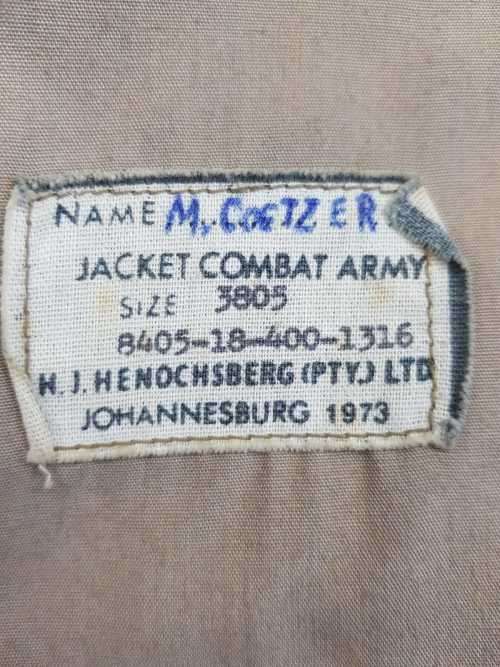 NAME M. COETZER
JACKET COMBAT ARMY
SIZE 3805
8405-18-400-1316
H. J. HENOCHSBERG (PTY.) LTD
JOHANNESBURG 1973